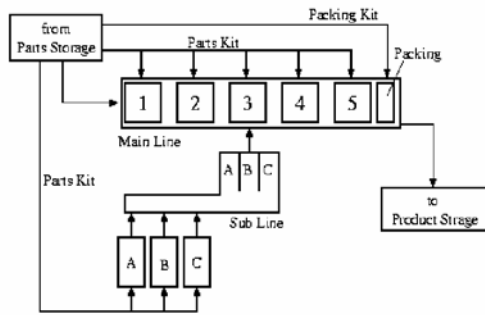 from
Parts Storage
Packing Kit
Parts Kit
Packing
1 2 3 4 5
Main Line
A B C
Parts Kit
Sub Line
to
Product Strage
A B C